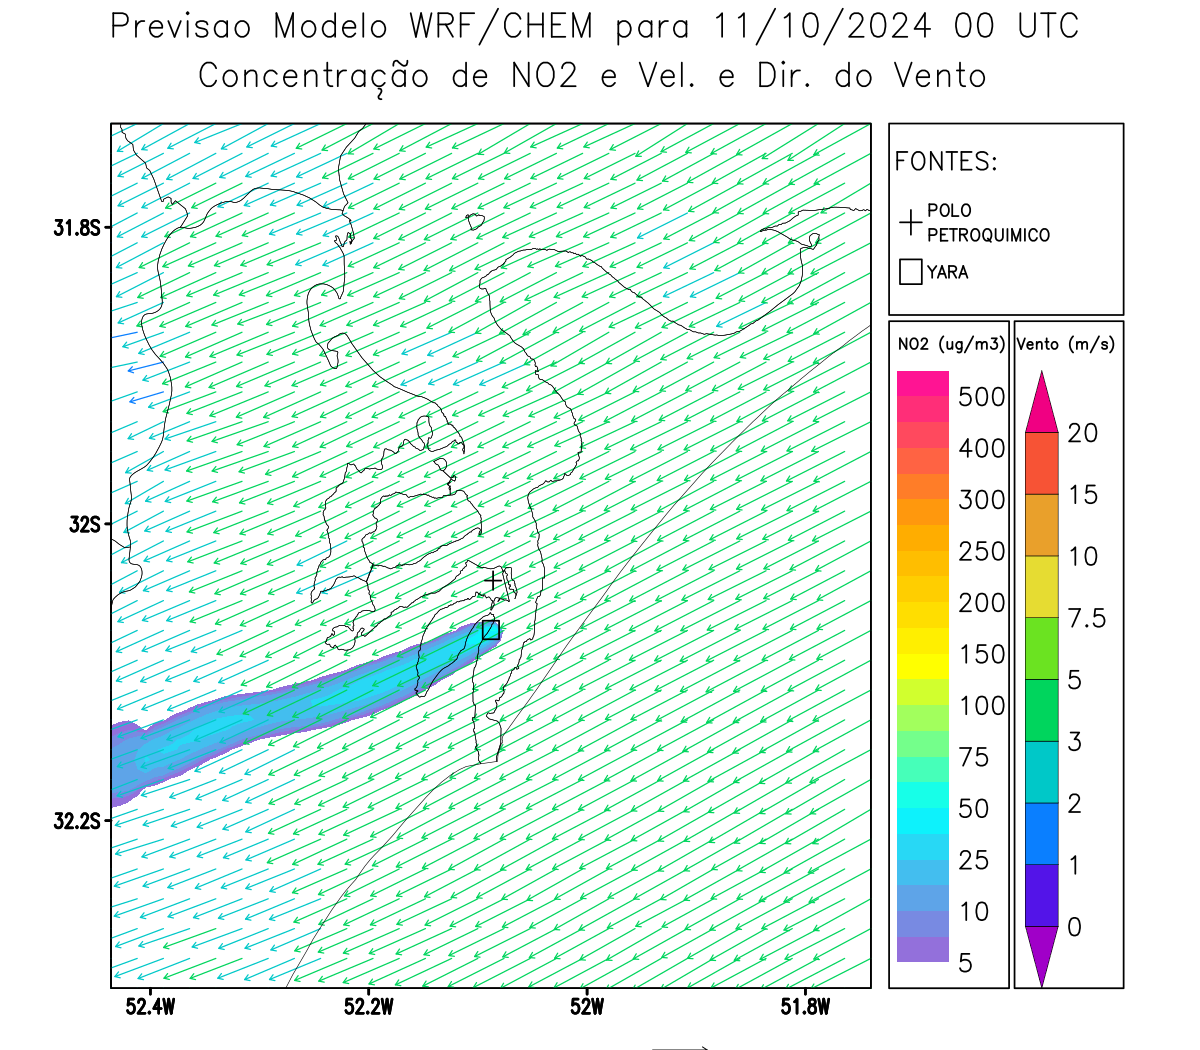 Previsao Modelo WRF/CHEM para 11/10/2024 00 UTC
Concentração de NO2 e Vel. e Dir. do Vento
FONTES:
POLO
PETROQUIMICO
YARA
NO2 (ug/m3)
500
400
300
250
200
150
100
75
50
25
10
5
Vento (m/s)
20
15
10
7.5
5
3
2
1
0
31.8S
32S
32.2S
52.4W
52.2W
52W
51.8W